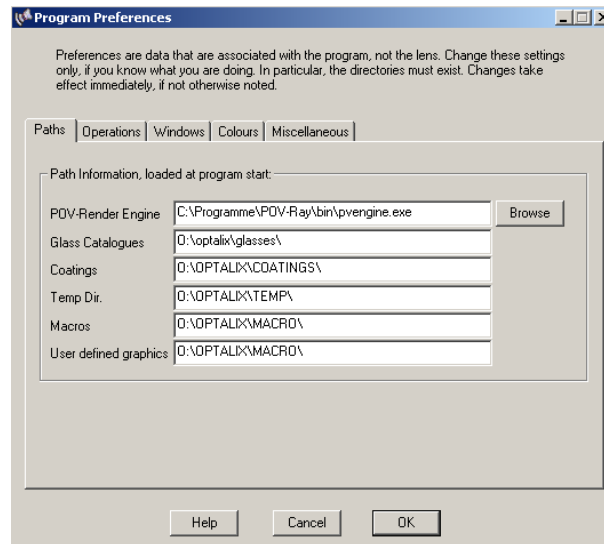 Program Preferences
Preferences are data that are associated with the program, not the lens. Change these settings
only, if you know what you are doing. In particular, the directories must exist. Changes take
effect immediately, if not otherwise noted.
Paths Operations Windows Colours Miscellaneous
Path Information, loaded at program start:
POV-Render Engine C:\Programme\POV-Ray\bin\pvengine.exe Browse
Glass Catalogues O:\optalix\glasses\
Coatings O:\OPTALIX\COATINGS\
Temp Dir. O:\OPTALIX\TEMP\
Macros O:\OPTALIX\MACRO\
User defined graphics O:\OPTALIX\MACRO\
Help Cancel OK